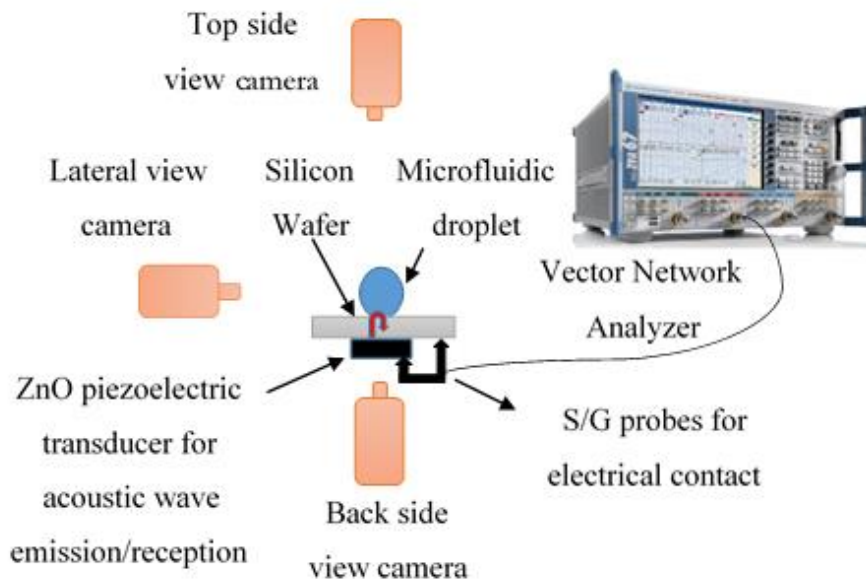 Top side
view camera
Lateral view
camera
Silicon
Wafer
Microfluidic
droplet
Vector Network
Analyzer
ZnO piezoelectric
transducer for
acoustic wave
emission/reception
S/G probes for
electrical contact
Back side
view camera